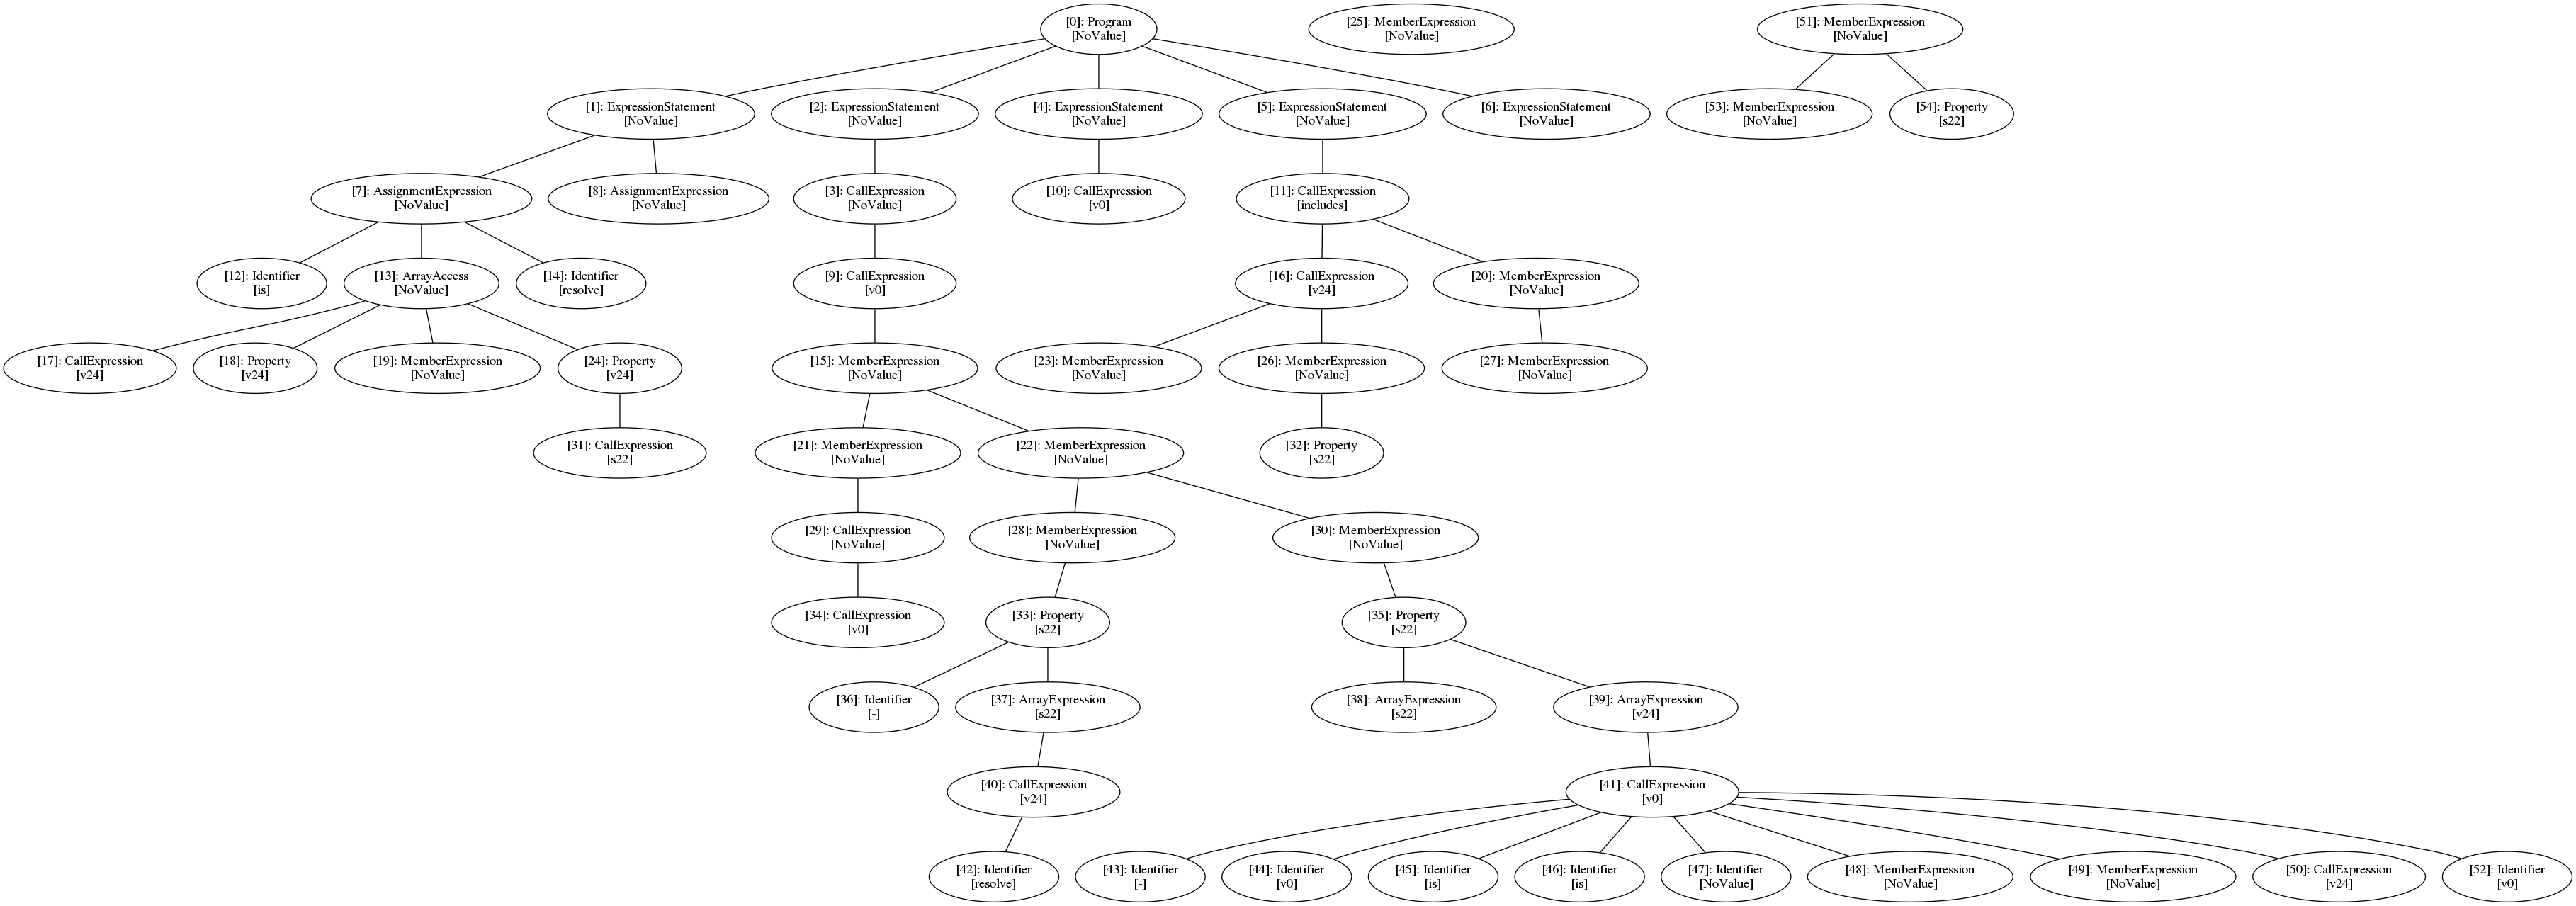 [0]: Program
[NoValue]
[25]: MemberExpression
[NoValue]
[51]: MemberExpression
[NoValue]
[1]: ExpressionStatement
[NoValue]
[2]: ExpressionStatement
[NoValue]
[4]: ExpressionStatement
[NoValue]
[5]: ExpressionStatement
[NoValue]
[6]: ExpressionStatement
[NoValue]
[53]: MemberExpression
[NoValue]
[54]: Property
[s22]
[7]: AssignmentExpression
[NoValue]
[8]: AssignmentExpression
[NoValue]
[3]: CallExpression
[NoValue]
[10]: CallExpression
[v0]
[11]: CallExpression
[includes]
[12]: Identifier
[is]
[13]: ArrayAccess
[NoValue]
[14]: Identifier
[resolve]
[9]: CallExpression
[v0]
[16]: CallExpression
[v24]
[20]: MemberExpression
[NoValue]
[17]: CallExpression
[v24]
[18]: Property
[v24]
[19]: MemberExpression
[NoValue]
[24]: Property
[v24]
[15]: MemberExpression
[NoValue]
[23]: MemberExpression
[NoValue]
[26]: MemberExpression
[NoValue]
[27]: MemberExpression
[NoValue]
[31]: CallExpression
[s22]
[21]: MemberExpression
[NoValue]
[22]: MemberExpression
[NoValue]
[32]: Property
[s22]
[29]: CallExpression
[NoValue]
[28]: MemberExpression
[NoValue]
[30]: MemberExpression
[NoValue]
[34]: CallExpression
[v0]
[33]: Property
[s22]
[35]: Property
[s22]
[36]: Identifier
[-]
[37]: ArrayExpression
[s22]
[38]: ArrayExpression
[s22]
[39]: ArrayExpression
[v24]
[40]: CallExpression
[v24]
[41]: CallExpression
[v0]
[42]: Identifier
[resolve]
[43]: Identifier
[-]
[44]: Identifier
[v0]
[45]: Identifier
[is]
[46]: Identifier
[is]
[47]: Identifier
[NoValue]
[48]: MemberExpression
[NoValue]
[49]: MemberExpression
[NoValue]
[50]: CallExpression
[v24]
[52]: Identifier
[v0]